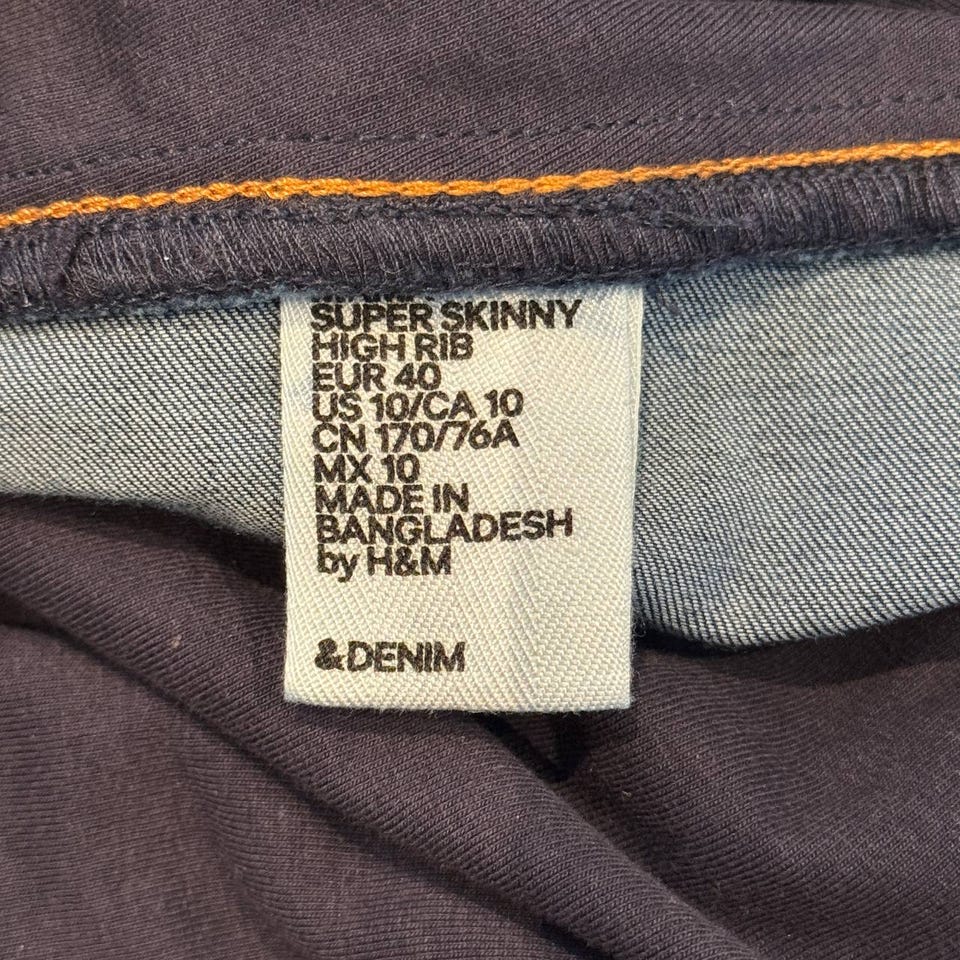 SUPER SKINNY
HIGH RIB
EUR 40
US 10/CA 10
CN 170/76A
MX 10
MADE IN
BANGLADESH
by H&M
&DENIM